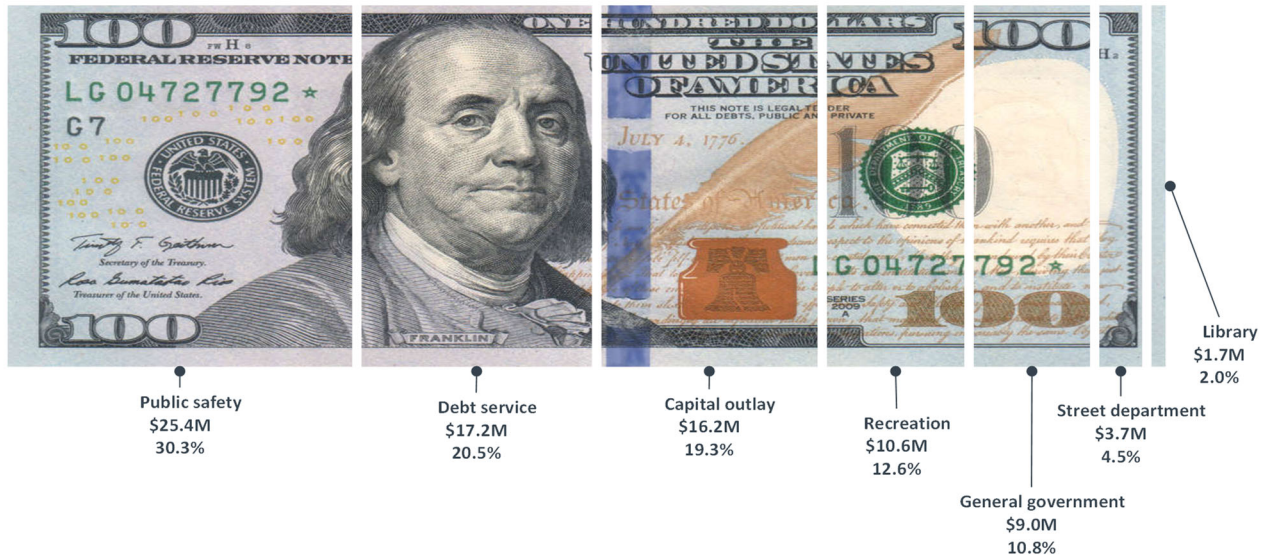 100
FEDERAL RESERVE NOTE
LG 04727792 *
G7
UNITED STATES
FEDERAL RESERVE SYSTEM
Secretary of the Treasury.
Treasurer of the United States.
100
FRANKLIN
ONE HUNDRED DOLLARS
THE
UNITED STATES
OF AMERICA
THIS NOTE IS LEGAL TENDER
FOR ALL DEBTS, PUBLIC AND PRIVATE
JULY 4, 1776.
100
100
LG 04727792 *
SERIES
2009
A
100
Public safety
$25.4M
30.3%
Debt service
$17.2M
20.5%
Capital outlay
$16.2M
19.3%
Recreation
$10.6M
12.6%
General government
$9.0M
10.8%
Street department
$3.7M
4.5%
Library
$1.7M
2.0%